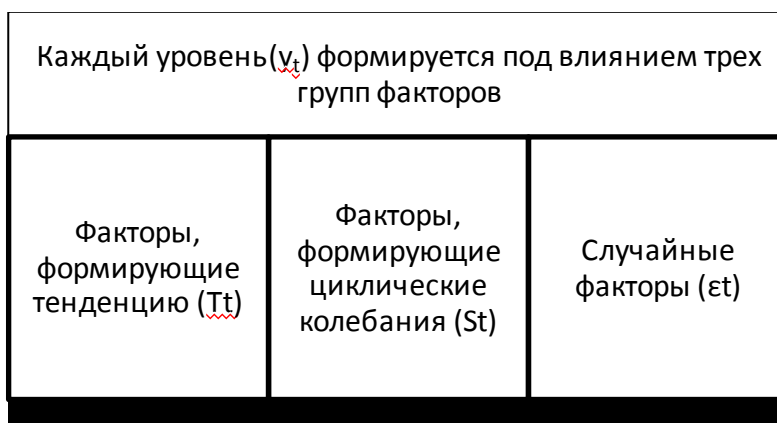 Каждый уровень(yt) формируется под влиянием трех
групп факторов
Факторы,
формирующие
тенденцию (Tt)
Факторы,
формирующие
циклические
колебания (St)
Случайные
факторы (εt)